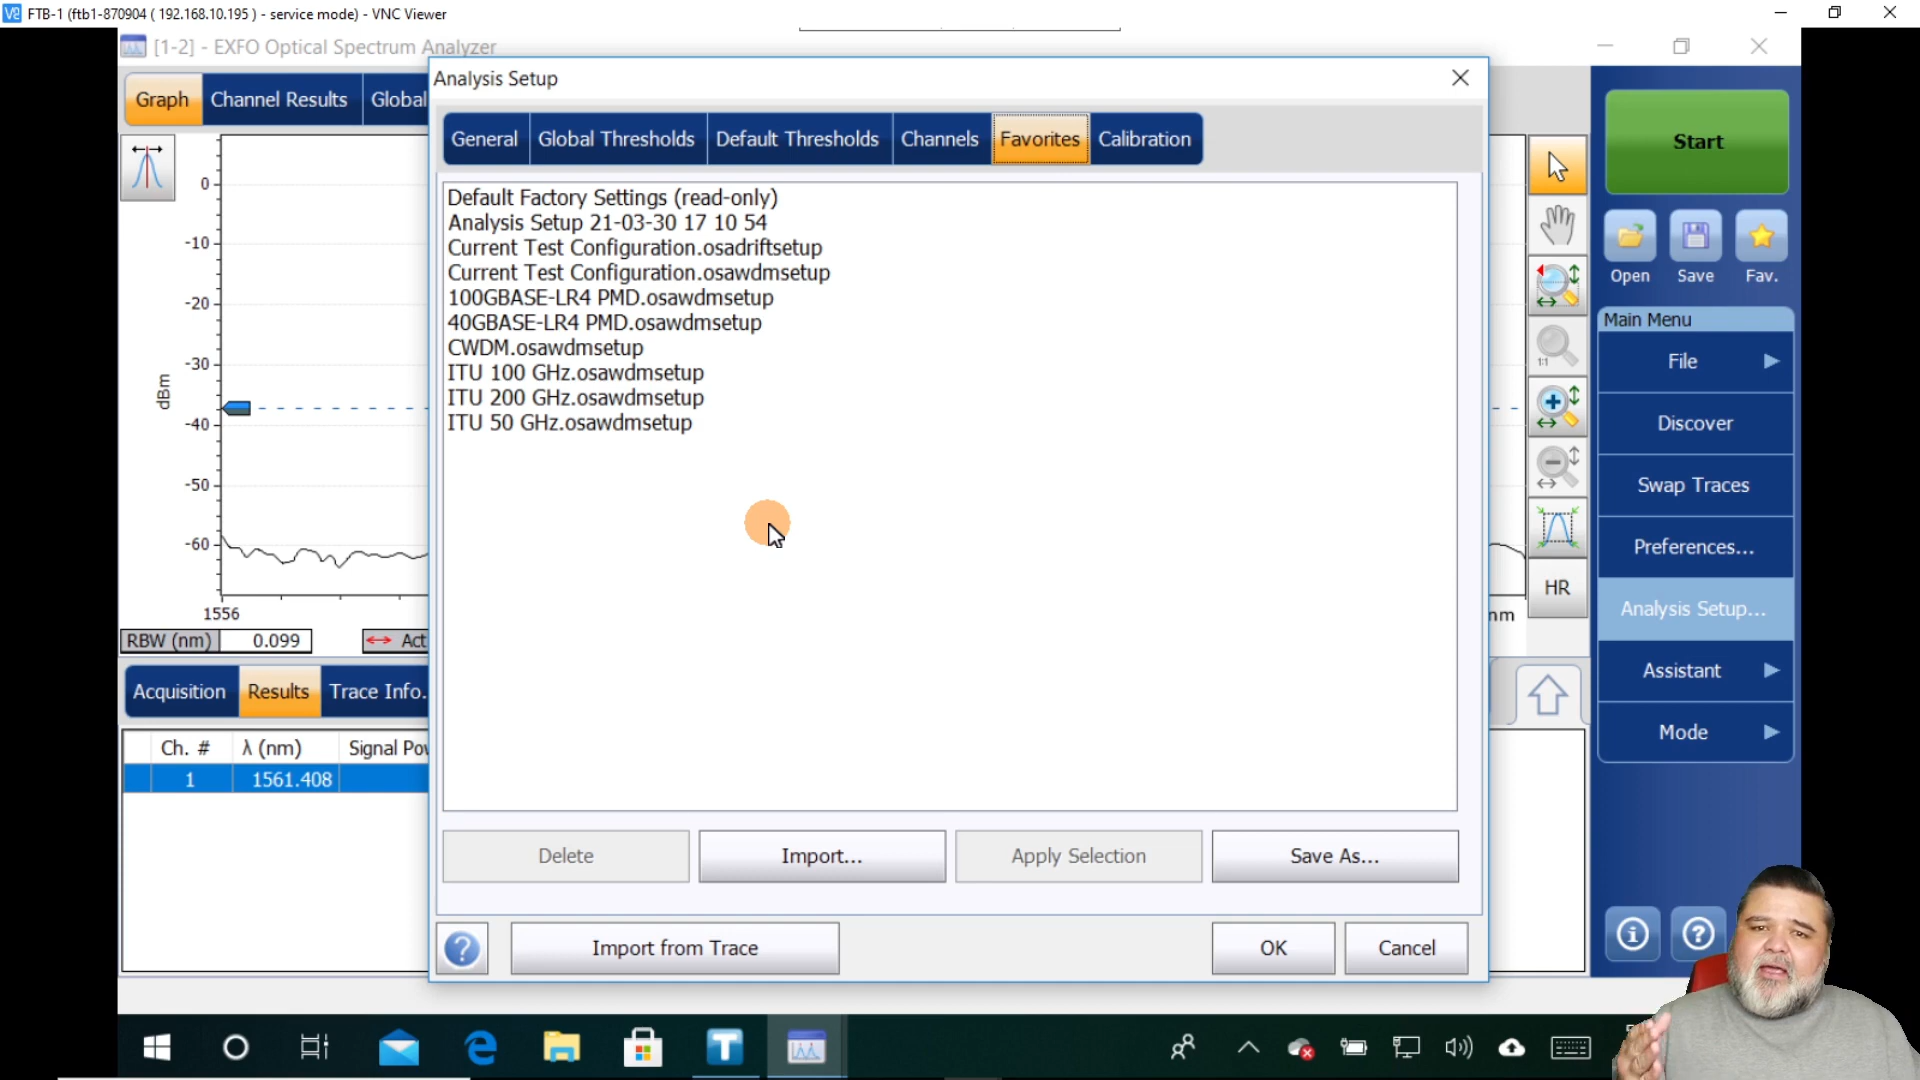 FTB-1 (ftb1-870904 ( 192.168.10.195 ) - service mode) - VNC Viewer
[1-2] - EXFO Optical Spectrum Analyzer
Graph Channel Results Global
Analysis Setup
General Global Thresholds Default Thresholds Channels Favorites Calibration
Default Factory Settings (read-only)
Analysis Setup 21-03-30 17 10 54
Current Test Configuration.osadriftsetup
Current Test Configuration.osawdmsetup
100GBASE-LR4 PMD.osawdmsetup
40GBASE-LR4 PMD.osawdmsetup
CWDM.osawdmsetup
ITU 100 GHz.osawdmsetup
ITU 200 GHz.osawdmsetup
ITU 50 GHz.osawdmsetup
Delete Import... Apply Selection Save As...
? Import from Trace OK Cancel
0
-10
-20
-30
-40
-50
-60
dBm
1556
nm
RBW (nm) 0.099 Act
Acquisition Results Trace Info.
Ch. # λ (nm) Signal Pow
1 1561.408
1:1
HR
Start
Open Save Fav.
Main Menu
File
Discover
Swap Traces
Preferences...
Analysis Setup...
Assistant
Mode